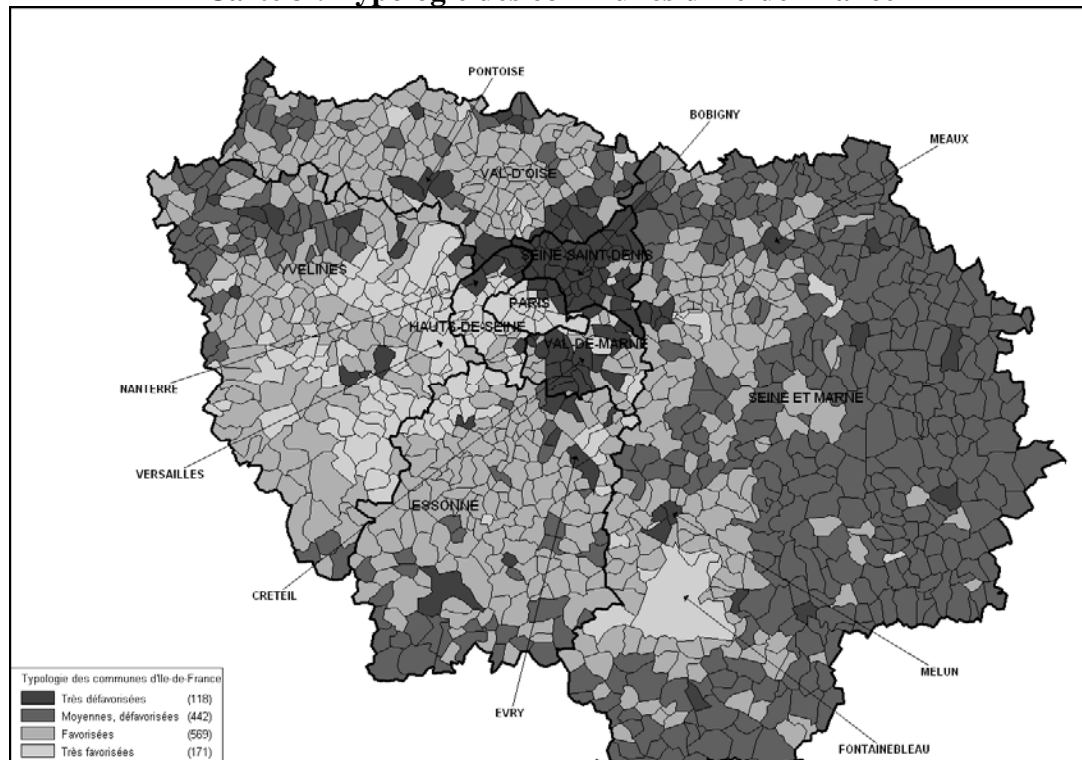 PONTOISE
BOBIGNY
MEAUX
VAL-D'OISE
SEINE-SAINT-DENIS
YVELINES
PARIS
HAUTS-DE-SEINE
VAL-DE-MARNE
NANTERRE
SEINE ET MARNE
VERSAILLES
ESSONNE
CRETEIL
MELUN
EVRY
FONTAINEBLEAU
Typologie des communes d'Ile-de-France
Très défavorisées (118)
Moyennes, défavorisées (442)
Favorisées (569)
Très favorisées (171)